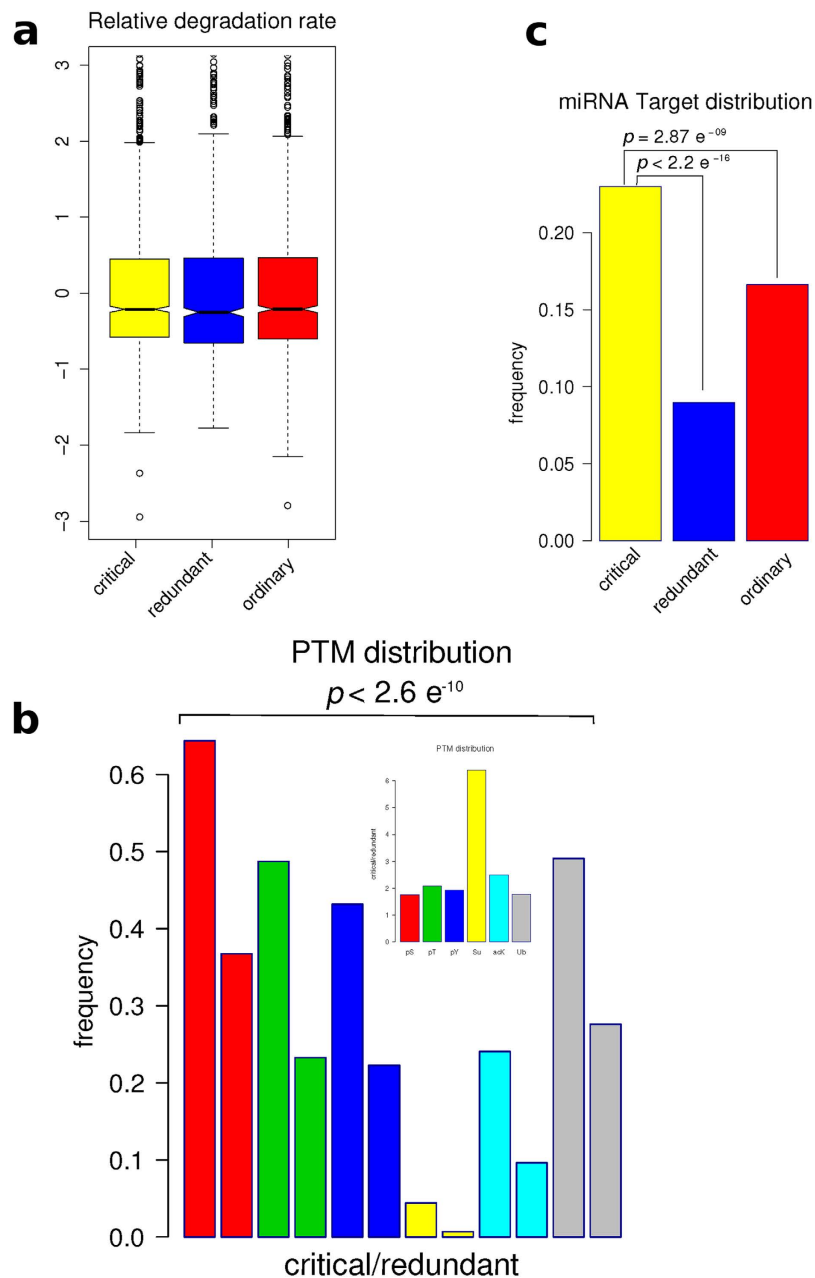 a
Relative degradation rate
3
2
1
0
−1
−2
−3
critical
redundant
ordinary
c
miRNA Target distribution
p = 2.87 e⁻⁰⁹
p < 2.2 e⁻¹⁶
frequency
0.20
0.15
0.10
0.05
0.00
critical
redundant
ordinary
b
PTM distribution
p < 2.6 e⁻¹⁰
frequency
0.6
0.5
0.4
0.3
0.2
0.1
0.0
critical/redundant
PTM distribution
critical/redundant
6
5
4
3
2
1
0
pS pT pY Su adK Ub